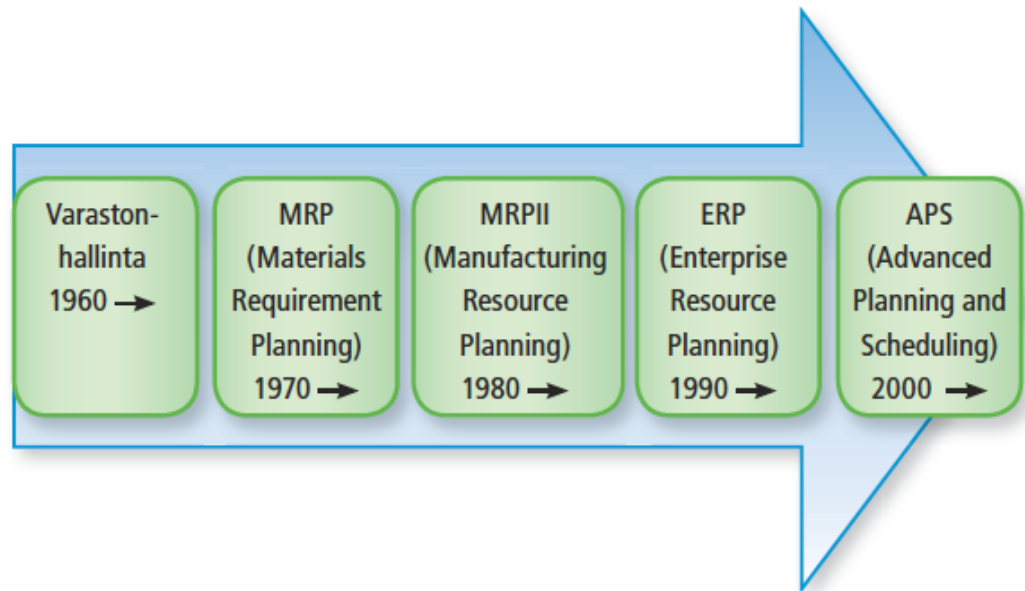 Varaston-
hallinta
1960 →
MRP
(Materials
Requirement
Planning)
1970 →
MRPII
(Manufacturing
Resource
Planning)
1980 →
ERP
(Enterprise
Resource
Planning)
1990 →
APS
(Advanced
Planning and
Scheduling)
2000 →